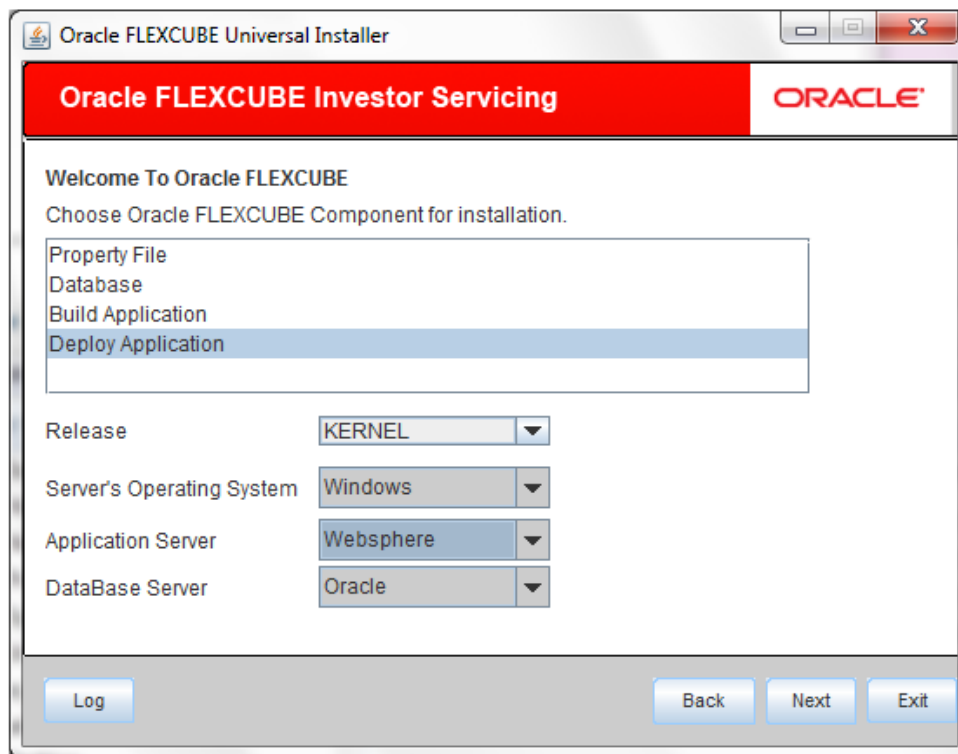 Oracle FLEXCUBE Universal Installer
Oracle FLEXCUBE Investor Servicing ORACLE
Welcome To Oracle FLEXCUBE
Choose Oracle FLEXCUBE Component for installation.
Property File
Database
Build Application
Deploy Application
Release KERNEL
Server's Operating System Windows
Application Server Websphere
DataBase Server Oracle
Log Back Next Exit